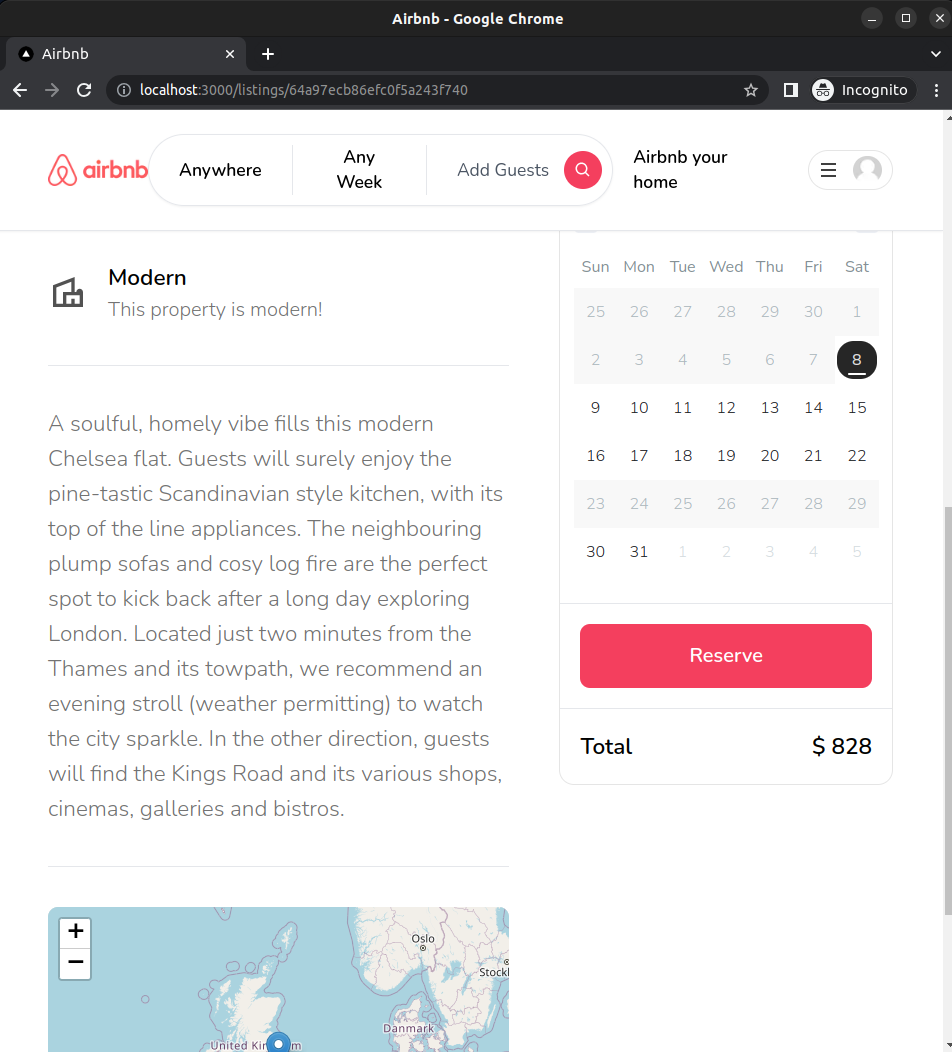 Airbnb - Google Chrome
Airbnb
localhost:3000/listings/64a97ecb86efc0f5a243f740
Incognito
airbnb
Anywhere
Any
Week
Add Guests
Airbnb your
home
Modern
This property is modern!
A soulful, homely vibe fills this modern
Chelsea flat. Guests will surely enjoy the
pine-tastic Scandinavian style kitchen, with its
top of the line appliances. The neighbouring
plump sofas and cosy log fire are the perfect
spot to kick back after a long day exploring
London. Located just two minutes from the
Thames and its towpath, we recommend an
evening stroll (weather permitting) to watch
the city sparkle. In the other direction, guests
will find the Kings Road and its various shops,
cinemas, galleries and bistros.
Sun Mon Tue Wed Thu Fri Sat
25 26 27 28 29 30 1
2 3 4 5 6 7 8
9 10 11 12 13 14 15
16 17 18 19 20 21 22
23 24 25 26 27 28 29
30 31 1 2 3 4 5
Reserve
Total $ 828
+
−
Oslo
Denmark